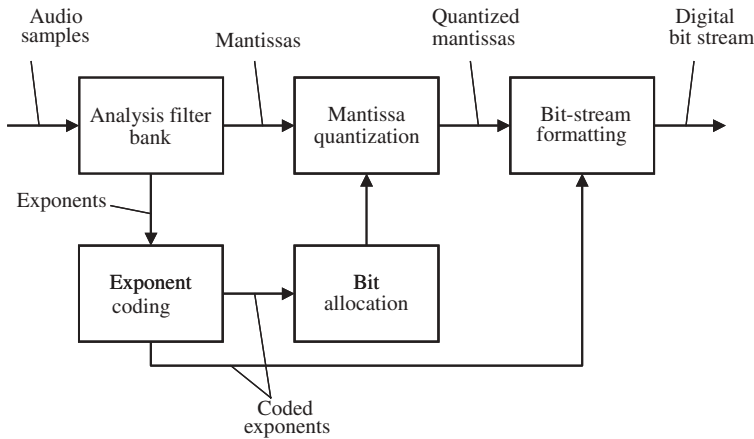 Audio
samples
Mantissas
Quantized
mantissas
Digital
bit stream
Analysis filter
bank
Mantissa
quantization
Bit-stream
formatting
Exponents
Exponent
coding
Bit
allocation
Coded
exponents